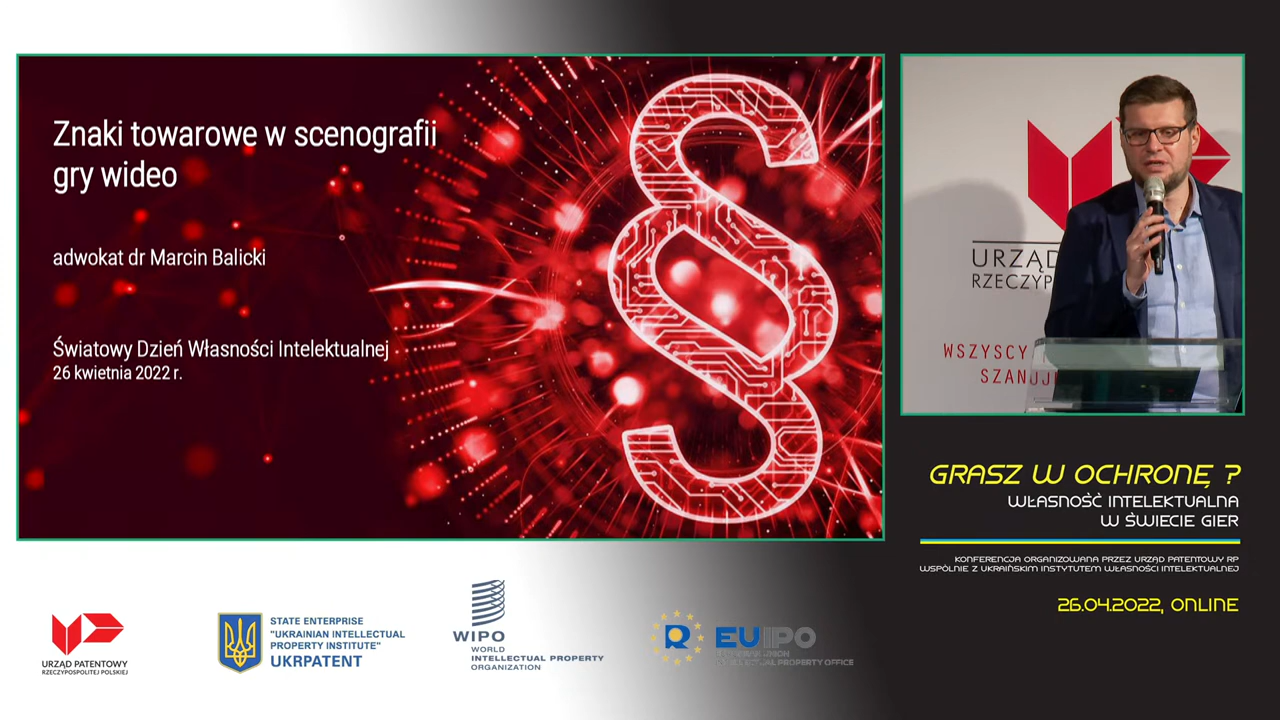 Znaki towarowe w scenografii
gry wideo
adwokat dr Marcin Balicki
Światowy Dzień Własności Intelektualnej
26 kwietnia 2022 r.
URZĄD
RZECZYP
WSZYSCY
SZANUJ
GRASZ W OCHRONĘ ?
WŁASNOŚĆ INTELEKTUALNA
W ŚWIECIE GIER
KONFERENCJA ORGANIZOWANA PRZEZ URZĄD PATENTOWY RP
WSPÓLNIE Z UKRAIŃSKIM INSTYTUTEM WŁASNOŚCI INTELEKTUALNEJ
26.04.2022, ONLINE
URZĄD PATENTOWY
RZECZYPOSPOLITEJ POLSKIEJ
STATE ENTERPRISE
"UKRAINIAN INTELLECTUAL
PROPERTY INSTITUTE"
UKRPATENT
WIPO
WORLD
INTELLECTUAL PROPERTY
ORGANIZATION
EUIPO
UNION
PROPERTY OFFICE